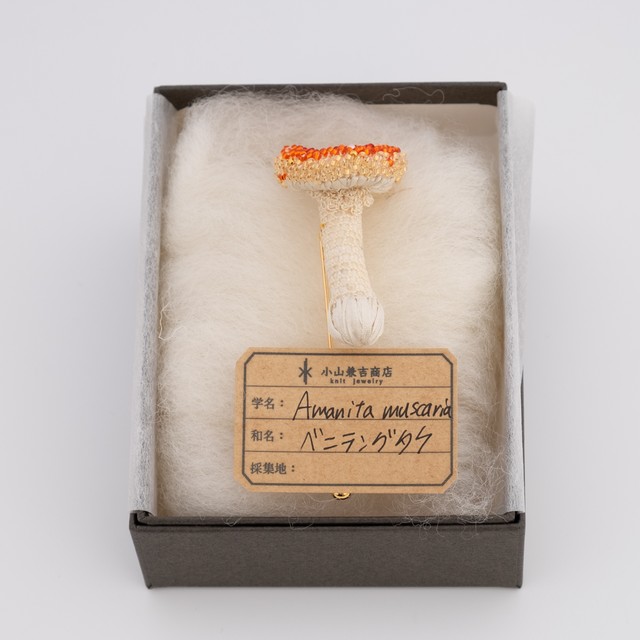 小山兼吉商店
knit jewelry
学名： Amanita muscaria
和名： ベニテングタケ
採集地：